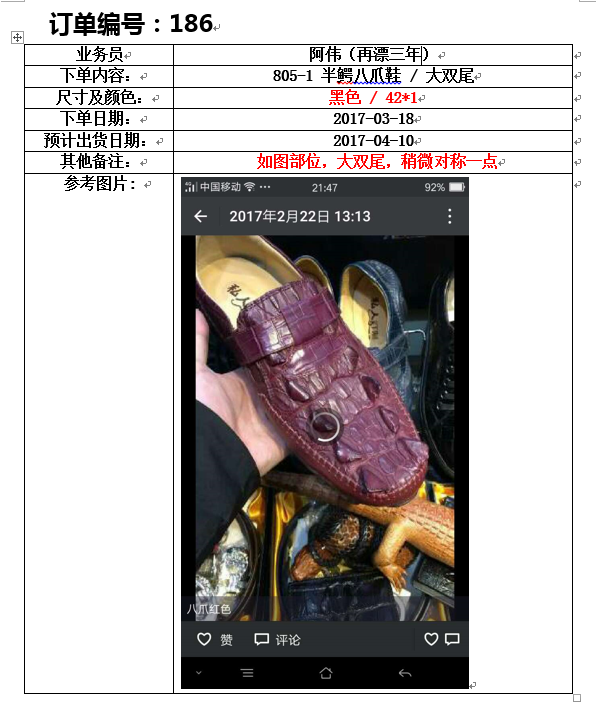 订单编号：186
业务员 阿伟（再漂三年）
下单内容： 805-1 半鳄八爪鞋 / 大双尾
尺寸及颜色： 黑色 / 42*1
下单日期： 2017-03-18
预计出货日期： 2017-04-10
其他备注： 如图部位，大双尾，稍微对称一点
参考图片：
中国移动 21:47 92%
2017年2月22日 13:13
八爪红色
赞 评论